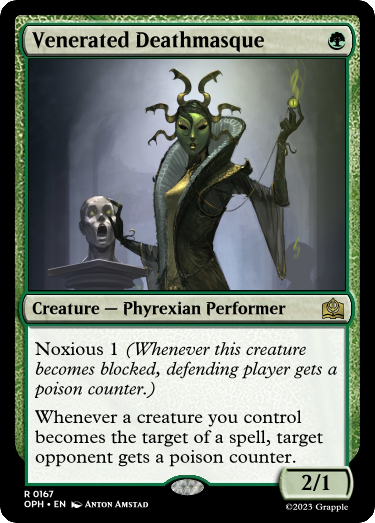 Venerated Deathmasque
Creature — Phyrexian Performer
Noxious 1 (Whenever this creature
becomes blocked, defending player gets a
poison counter.)
Whenever a creature you control
becomes the target of a spell, target
opponent gets a poison counter.
2/1
R 0167
OPH • EN Anton Amstad
©2023 Grapple